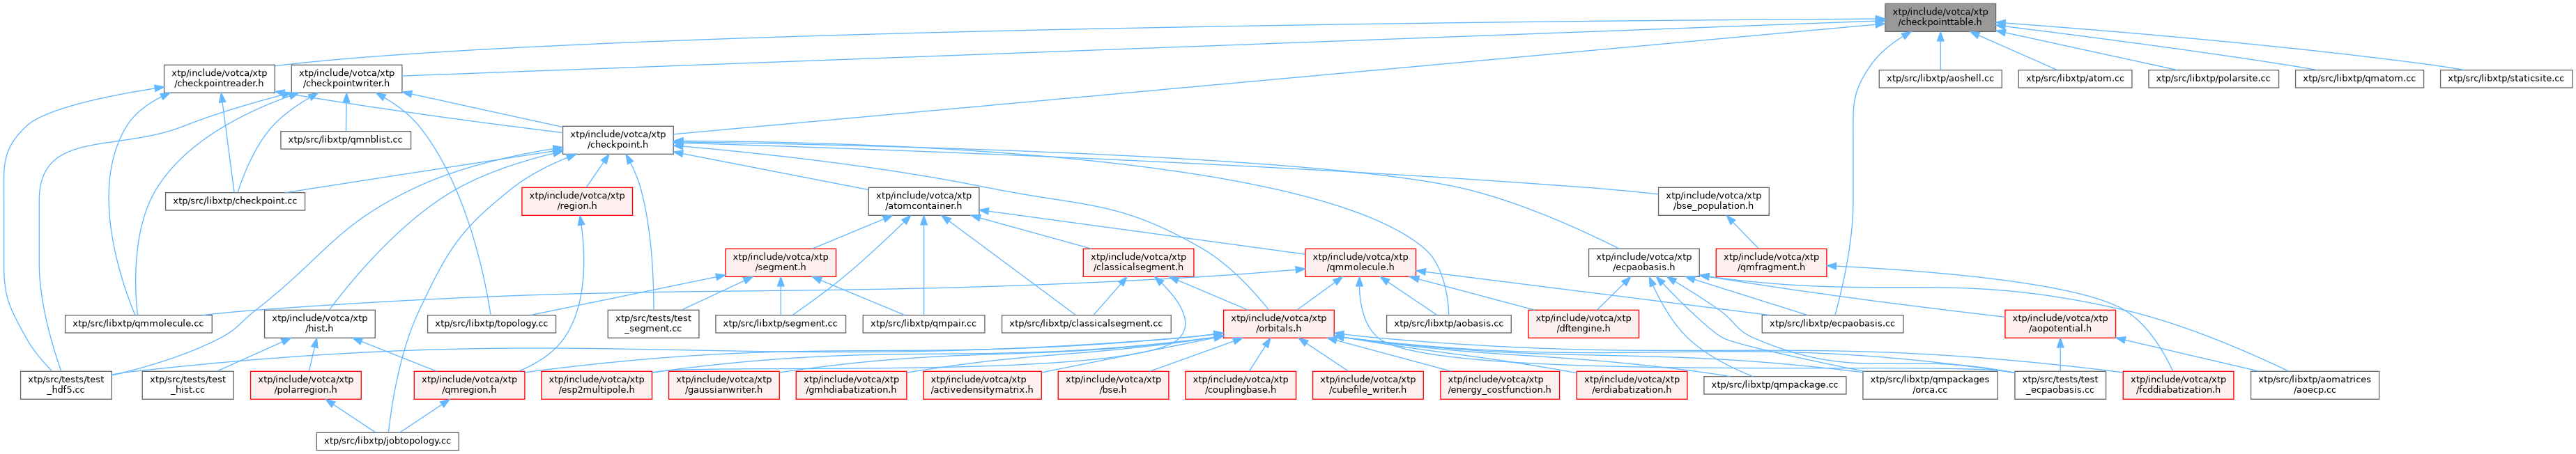 xtp/include/votca/xtp
/checkpointtable.h
xtp/include/votca/xtp
/checkpointreader.h
xtp/include/votca/xtp
/checkpointwriter.h
xtp/src/libxtp/aoshell.cc
xtp/src/libxtp/atom.cc
xtp/src/libxtp/polarsite.cc
xtp/src/libxtp/qmatom.cc
xtp/src/libxtp/staticsite.cc
xtp/src/libxtp/qmnblist.cc
xtp/include/votca/xtp
/checkpoint.h
xtp/src/libxtp/checkpoint.cc
xtp/include/votca/xtp
/region.h
xtp/include/votca/xtp
/atomcontainer.h
xtp/include/votca/xtp
/bse_population.h
xtp/include/votca/xtp
/segment.h
xtp/include/votca/xtp
/classicalsegment.h
xtp/include/votca/xtp
/qmmolecule.h
xtp/include/votca/xtp
/ecpaobasis.h
xtp/include/votca/xtp
/qmfragment.h
xtp/src/libxtp/qmmolecule.cc
xtp/include/votca/xtp
/hist.h
xtp/src/libxtp/topology.cc
xtp/src/tests/test
_segment.cc
xtp/src/libxtp/segment.cc
xtp/src/libxtp/qmpair.cc
xtp/src/libxtp/classicalsegment.cc
xtp/include/votca/xtp
/orbitals.h
xtp/src/libxtp/aobasis.cc
xtp/include/votca/xtp
/dftengine.h
xtp/src/libxtp/ecpaobasis.cc
xtp/include/votca/xtp
/aopotential.h
xtp/src/tests/test
_hdf5.cc
xtp/src/tests/test
_hist.cc
xtp/include/votca/xtp
/polarregion.h
xtp/include/votca/xtp
/qmregion.h
xtp/include/votca/xtp
/esp2multipole.h
xtp/include/votca/xtp
/gaussianwriter.h
xtp/include/votca/xtp
/gmhdiabatization.h
xtp/include/votca/xtp
/activedensitymatrix.h
xtp/include/votca/xtp
/bse.h
xtp/include/votca/xtp
/couplingbase.h
xtp/include/votca/xtp
/cubefile_writer.h
xtp/include/votca/xtp
/energy_costfunction.h
xtp/include/votca/xtp
/erdiabatization.h
xtp/src/libxtp/qmpackage.cc
xtp/src/libxtp/qmpackages
/orca.cc
xtp/src/tests/test
_ecpaobasis.cc
xtp/include/votca/xtp
/fcddiabatization.h
xtp/src/libxtp/aomatrices
/aoecp.cc
xtp/src/libxtp/jobtopology.cc